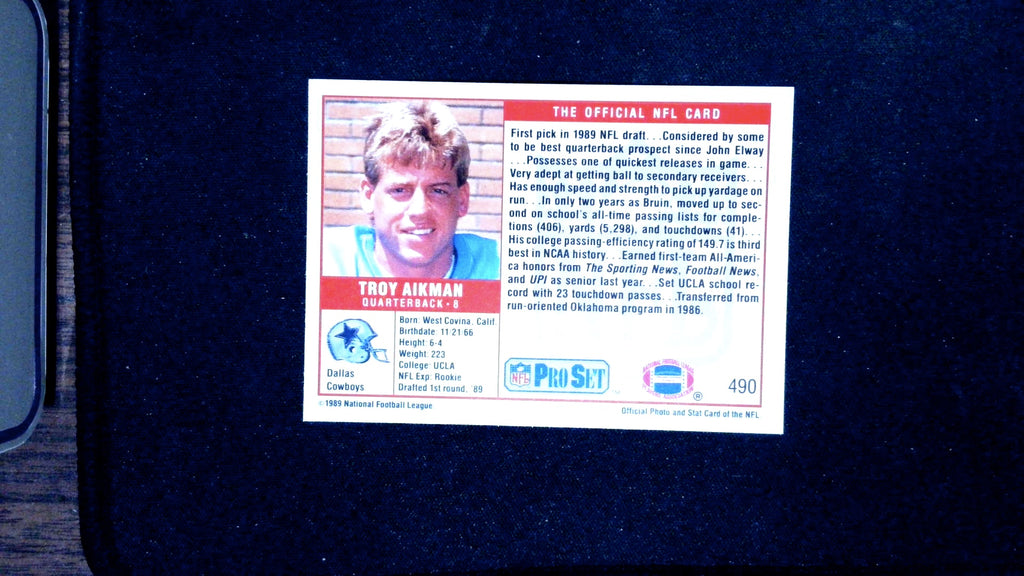 THE OFFICIAL NFL CARD
First pick in 1989 NFL draft. . .Considered by some
to be best quarterback prospect since John Elway
. . .Possesses one of quickest releases in game. . .
Very adept at getting ball to secondary receivers. . .
Has enough speed and strength to pick up yardage on
run. . .In only two years as Bruin, moved up to sec-
ond on school's all-time passing lists for comple-
tions (406), yards (5,298), and touchdowns (41). . .
His college passing-efficiency rating of 149.7 is third
best in NCAA history. . .Earned first-team All-Ameri-
ca honors from The Sporting News, Football News,
and UPI as senior last year. . .Set UCLA school re-
cord with 23 touchdown passes. . .Transferred from
run-oriented Oklahoma program in 1986.
TROY AIKMAN
QUARTERBACK • 8
Born: West Covina, Calif.
Birthdate: 11-21-66
Height: 6-4
Weight: 223
College: UCLA
NFL Exp: Rookie
Drafted 1st round, '89
Dallas
Cowboys
NFL PRO SET
490
©1989 National Football League
Official Photo and Stat Card of the NFL